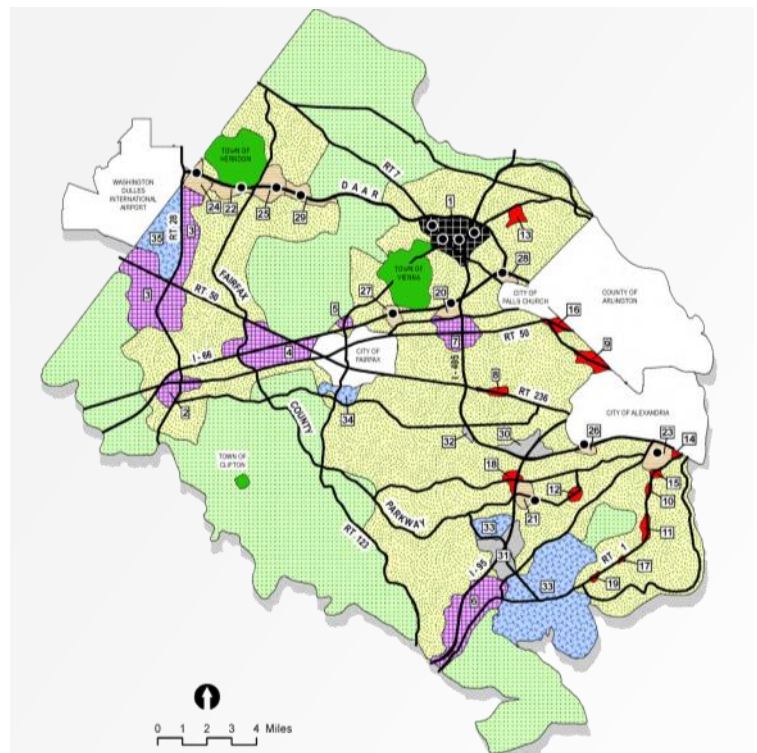 TOWN OF
HERNDON
WASHINGTON
DULLES
INTERNATIONAL
AIRPORT
RT 7
DAAR
1
24
22
25
29
13
35
RT 28
3
3
FAIRFAX
RT 50
TOWN OF
VIENNA
28
27
20
CITY OF
FALLS CHURCH
COUNTY OF
ARLINGTON
5
16
7
RT 50
I - 66
4
CITY OF
FAIRFAX
I - 495
9
8
RT 236
2
34
COUNTY
CITY OF ALEXANDRIA
32
30
26
23
14
TOWN OF
CLIFTON
18
12
15
10
21
PARKWAY
33
11
RT 123
31
I - 95
33
RT 1
17
19
6
0 1 2 3 4 Miles